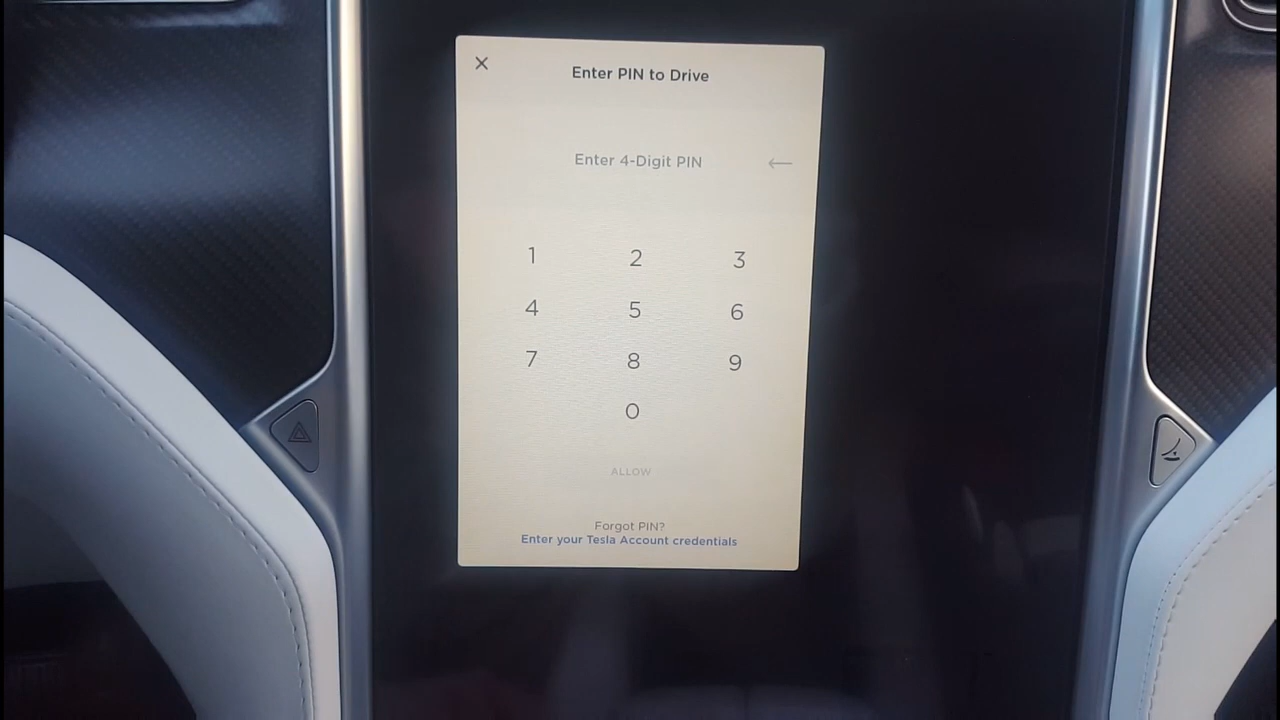 Enter PIN to Drive
Enter 4-Digit PIN
1 2 3
4 5 6
7 8 9
0
ALLOW
Forgot PIN?
Enter your Tesla Account credentials